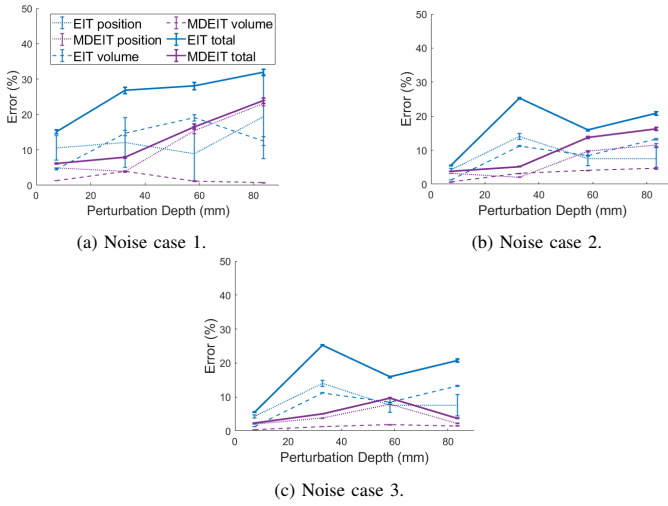 50
40
30
20
10
0
Error (%)
EIT position
MDEIT position
EIT volume
MDEIT volume
EIT total
MDEIT total
0 20 40 60 80
Perturbation Depth (mm)
(a) Noise case 1.
50
40
30
20
10
0
Error (%)
0 20 40 60 80
Perturbation Depth (mm)
(b) Noise case 2.
50
40
30
20
10
0
Error (%)
0 20 40 60 80
Perturbation Depth (mm)
(c) Noise case 3.